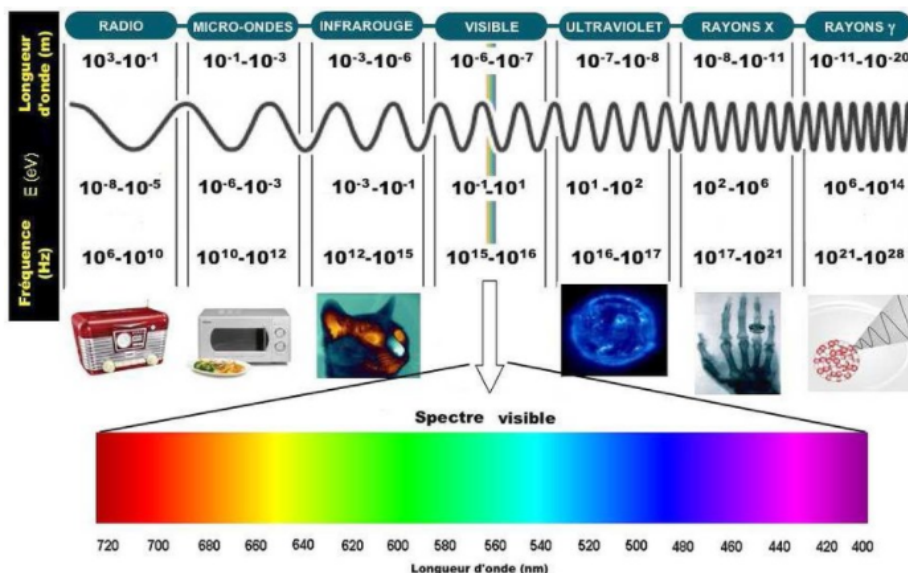 RADIO MICRO-ONDES INFRAROUGE VISIBLE ULTRAVIOLET RAYONS X RAYONS γ
Longueur d'onde (m)
10³-10⁻¹ 10⁻¹-10⁻³ 10⁻³-10⁻⁶ 10⁻⁶-10⁻⁷ 10⁻⁷-10⁻⁸ 10⁻⁸-10⁻¹¹ 10⁻¹¹-10⁻²⁰
E (eV)
10⁻⁸-10⁻⁵ 10⁻⁶-10⁻³ 10⁻³-10⁻¹ 10⁻¹-10¹ 10¹-10² 10²-10⁶ 10⁶-10¹⁴
Fréquence (Hz)
10⁶-10¹⁰ 10¹⁰-10¹² 10¹²-10¹⁵ 10¹⁵-10¹⁶ 10¹⁶-10¹⁷ 10¹⁷-10²¹ 10²¹-10²⁸
Spectre visible
720 700 680 660 640 620 600 580 560 540 520 500 480 460 440 420 400
Longueur d'onde (nm)